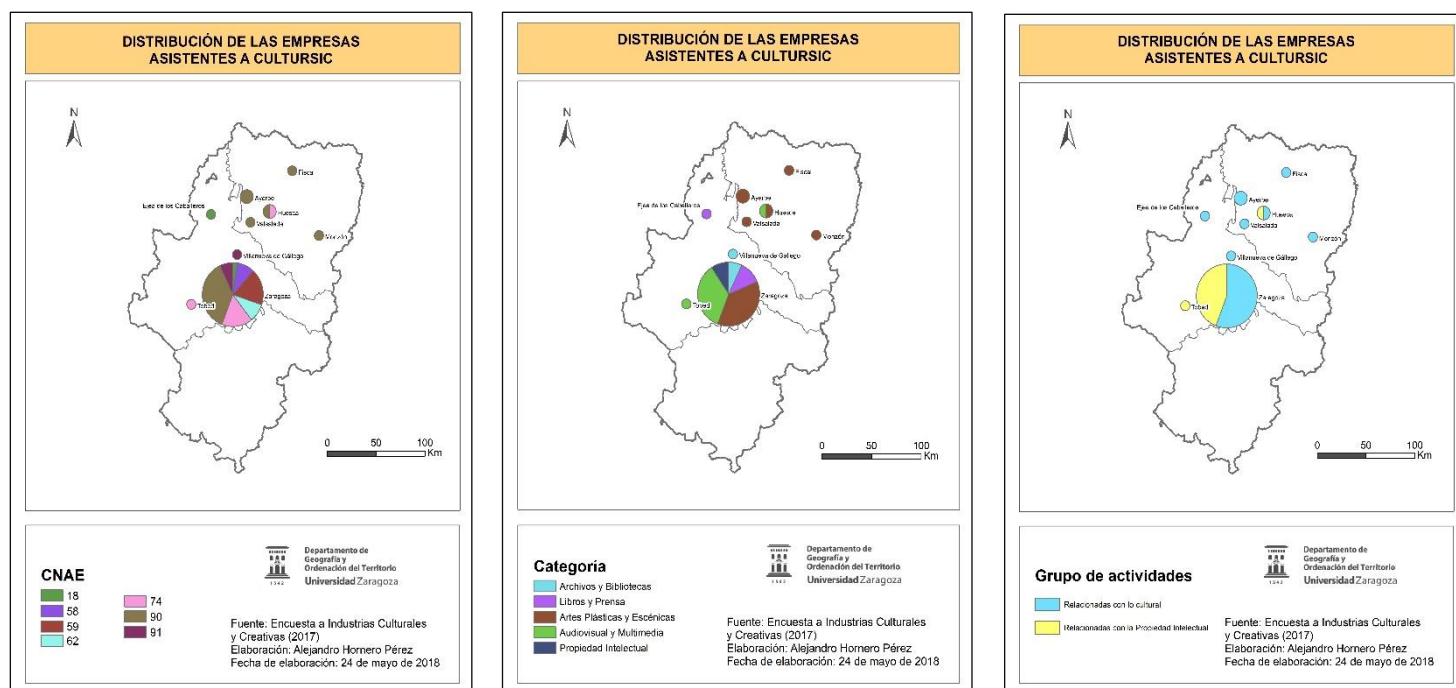 DISTRIBUCIÓN DE LAS EMPRESAS
ASISTENTES A CULTURSIC
N
Fiscal
Ayerbe
Ejea de los Caballeros
Huesca
Valsalada
Monzón
Villanueva de Gállego
Zaragoza
Tobed
0 50 100
Km
CNAE
18
58
59
62
74
90
91
Departamento de
Geografía y
Ordenación del Territorio
Universidad Zaragoza
1542
Fuente: Encuesta a Industrias Culturales
y Creativas (2017)
Elaboración: Alejandro Hornero Pérez
Fecha de elaboración: 24 de mayo de 2018
DISTRIBUCIÓN DE LAS EMPRESAS
ASISTENTES A CULTURSIC
N
Fiscal
Ayerbe
Ejea de los Caballeros
Huesca
Valsalada
Monzón
Villanueva de Gállego
Zaragoza
Tobed
0 50 100
Km
Categoría
Archivos y Bibliotecas
Libros y Prensa
Artes Plásticas y Escénicas
Audiovisual y Multimedia
Propiedad Intelectual
Departamento de
Geografía y
Ordenación del Territorio
Universidad Zaragoza
1542
Fuente: Encuesta a Industrias Culturales
y Creativas (2017)
Elaboración: Alejandro Hornero Pérez
Fecha de elaboración: 24 de mayo de 2018
DISTRIBUCIÓN DE LAS EMPRESAS
ASISTENTES A CULTURSIC
N
Fiscal
Ayerbe
Ejea de los Caballeros
Huesca
Valsalada
Monzón
Villanueva de Gállego
Zaragoza
Tobed
0 50 100
Km
Grupo de actividades
Relacionadas con lo cultural
Relacionadas con la Propiedad Intelectual
Departamento de
Geografía y
Ordenación del Territorio
Universidad Zaragoza
1542
Fuente: Encuesta a Industrias Culturales
y Creativas (2017)
Elaboración: Alejandro Hornero Pérez
Fecha de elaboración: 24 de mayo de 2018